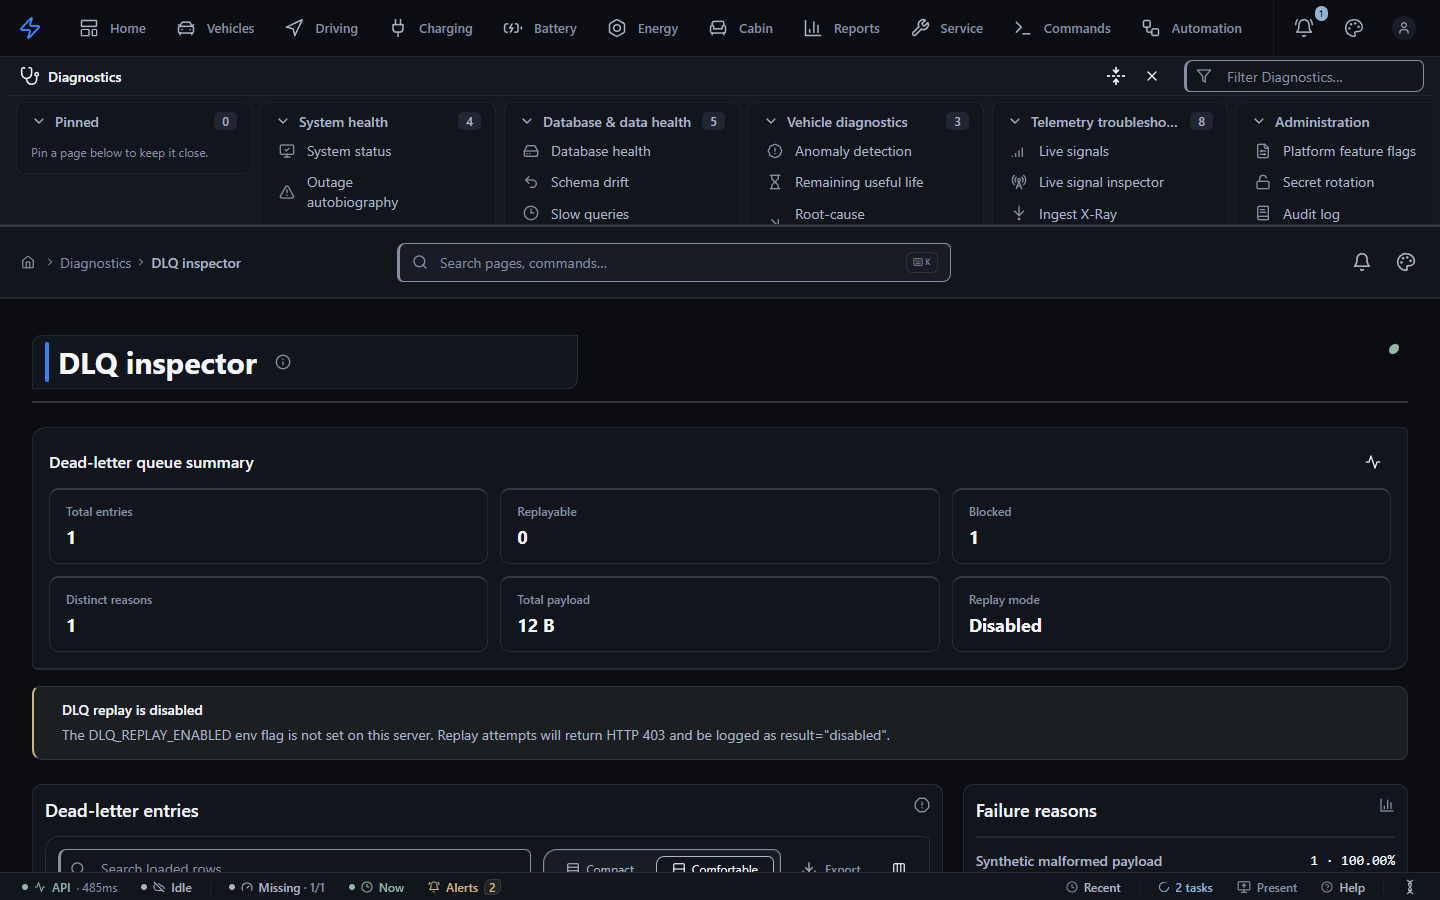 Home Vehicles Driving Charging Battery Energy Cabin Reports Service Commands Automation 1
Diagnostics Filter Diagnostics...
Pinned 0
Pin a page below to keep it close.
System health 4
System status
Outage
autobiography
Database & data health 5
Database health
Schema drift
Slow queries
Vehicle diagnostics 3
Anomaly detection
Remaining useful life
Root-cause
Telemetry troublesho... 8
Live signals
Live signal inspector
Ingest X-Ray
Administration
Platform feature flags
Secret rotation
Audit log
Diagnostics DLQ inspector Search pages, commands... K
DLQ inspector
Dead-letter queue summary
Total entries
1
Replayable
0
Blocked
1
Distinct reasons
1
Total payload
12 B
Replay mode
Disabled
DLQ replay is disabled
The DLQ_REPLAY_ENABLED env flag is not set on this server. Replay attempts will return HTTP 403 and be logged as result="disabled".
Dead-letter entries
Search loaded rows Compact Comfortable Export
Failure reasons
Synthetic malformed payload 1 · 100.00%
API · 485ms Idle Missing · 1/1 Now Alerts 2 Recent 2 tasks Present Help